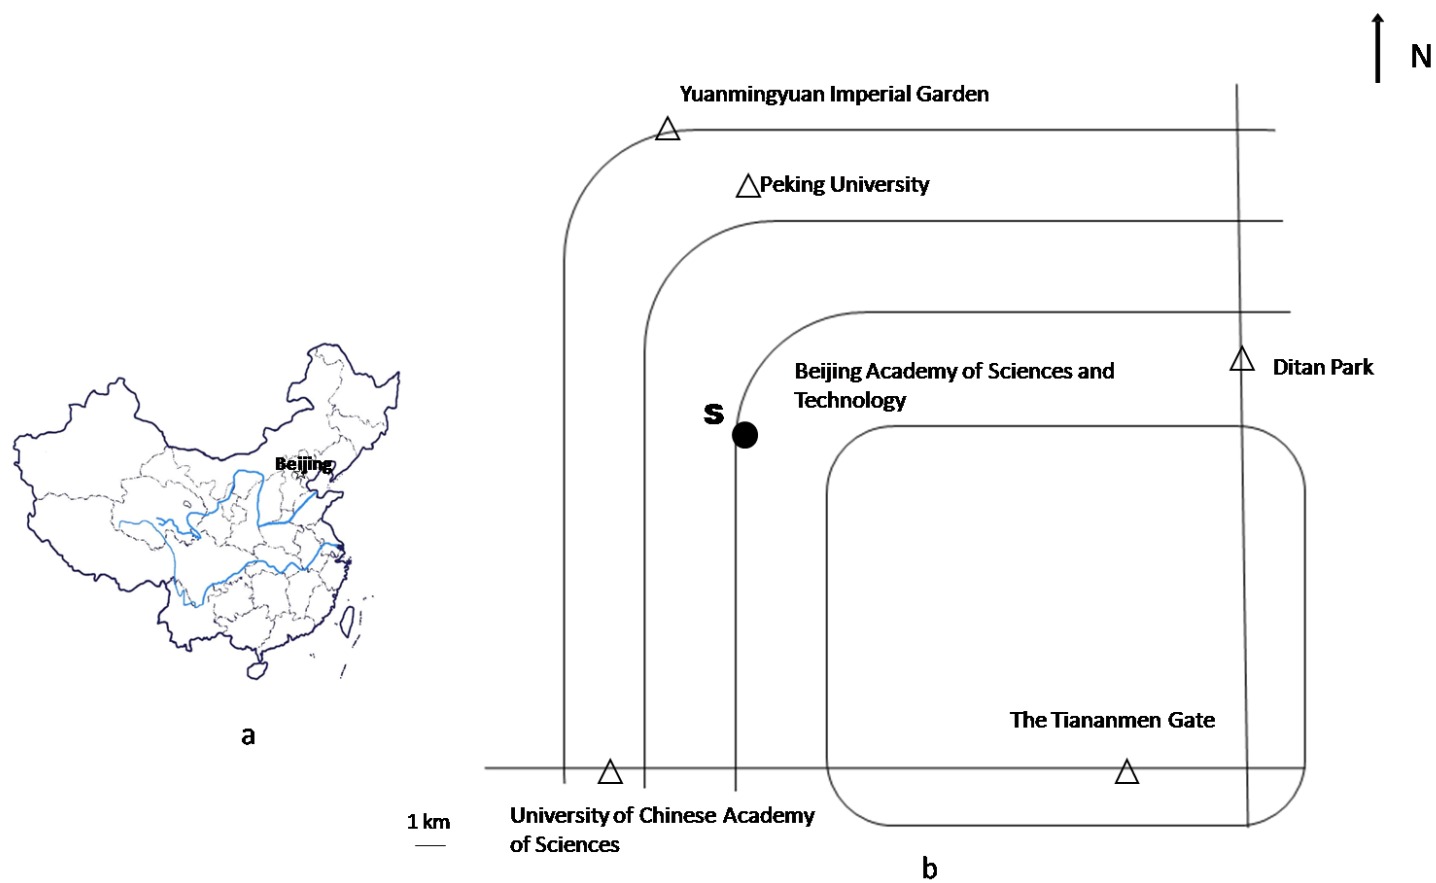 N
Yuanmingyuan Imperial Garden
Peking University
Beijing Academy of Sciences and
Technology
Ditan Park
S
Beijing
The Tiananmen Gate
a
University of Chinese Academy
of Sciences
1 km
b